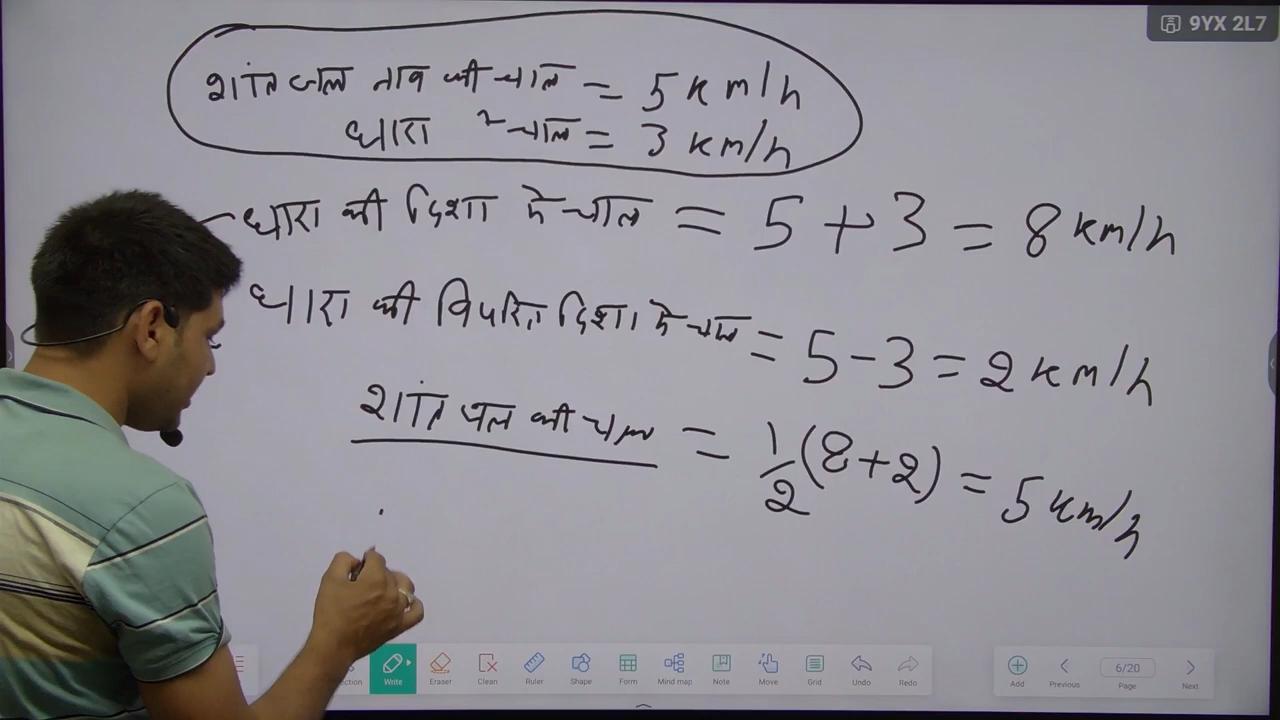 9YX 2L7
शांत जल नाव की चाल = 5 km/h
धारा " चाल = 3 km/h
धारा की दिशा में चाल = 5 + 3 = 8 km/h
धारा की विपरित दिशा में चाल = 5 - 3 = 2 km/h
शांत जल की चाल = 1/2 (8+2) = 5 km/h
Write
Eraser
Clean
Ruler
Shape
Form
Mind map
Note
Move
Grid
Undo
Redo
Add
Previous
6/20
Page
Next